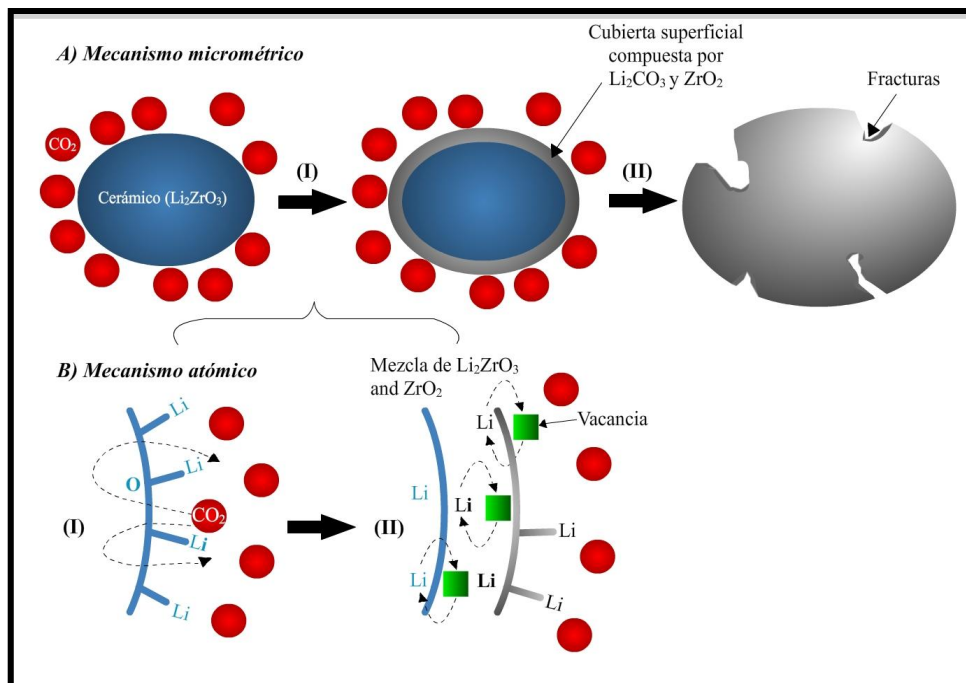 A) Mecanismo micrométrico
Cubierta superficial
compuesta por
Li₂CO₃ y ZrO₂
Fracturas
CO₂
(I)
(II)
Cerámico (Li₂ZrO₃)
B) Mecanismo atómico
Mezcla de Li₂ZrO₃
and ZrO₂
Li
Li
Vacancia
Li
O
Li
Li
CO₂
(I)
(II)
Li
Li
Li
Li
Li
Li